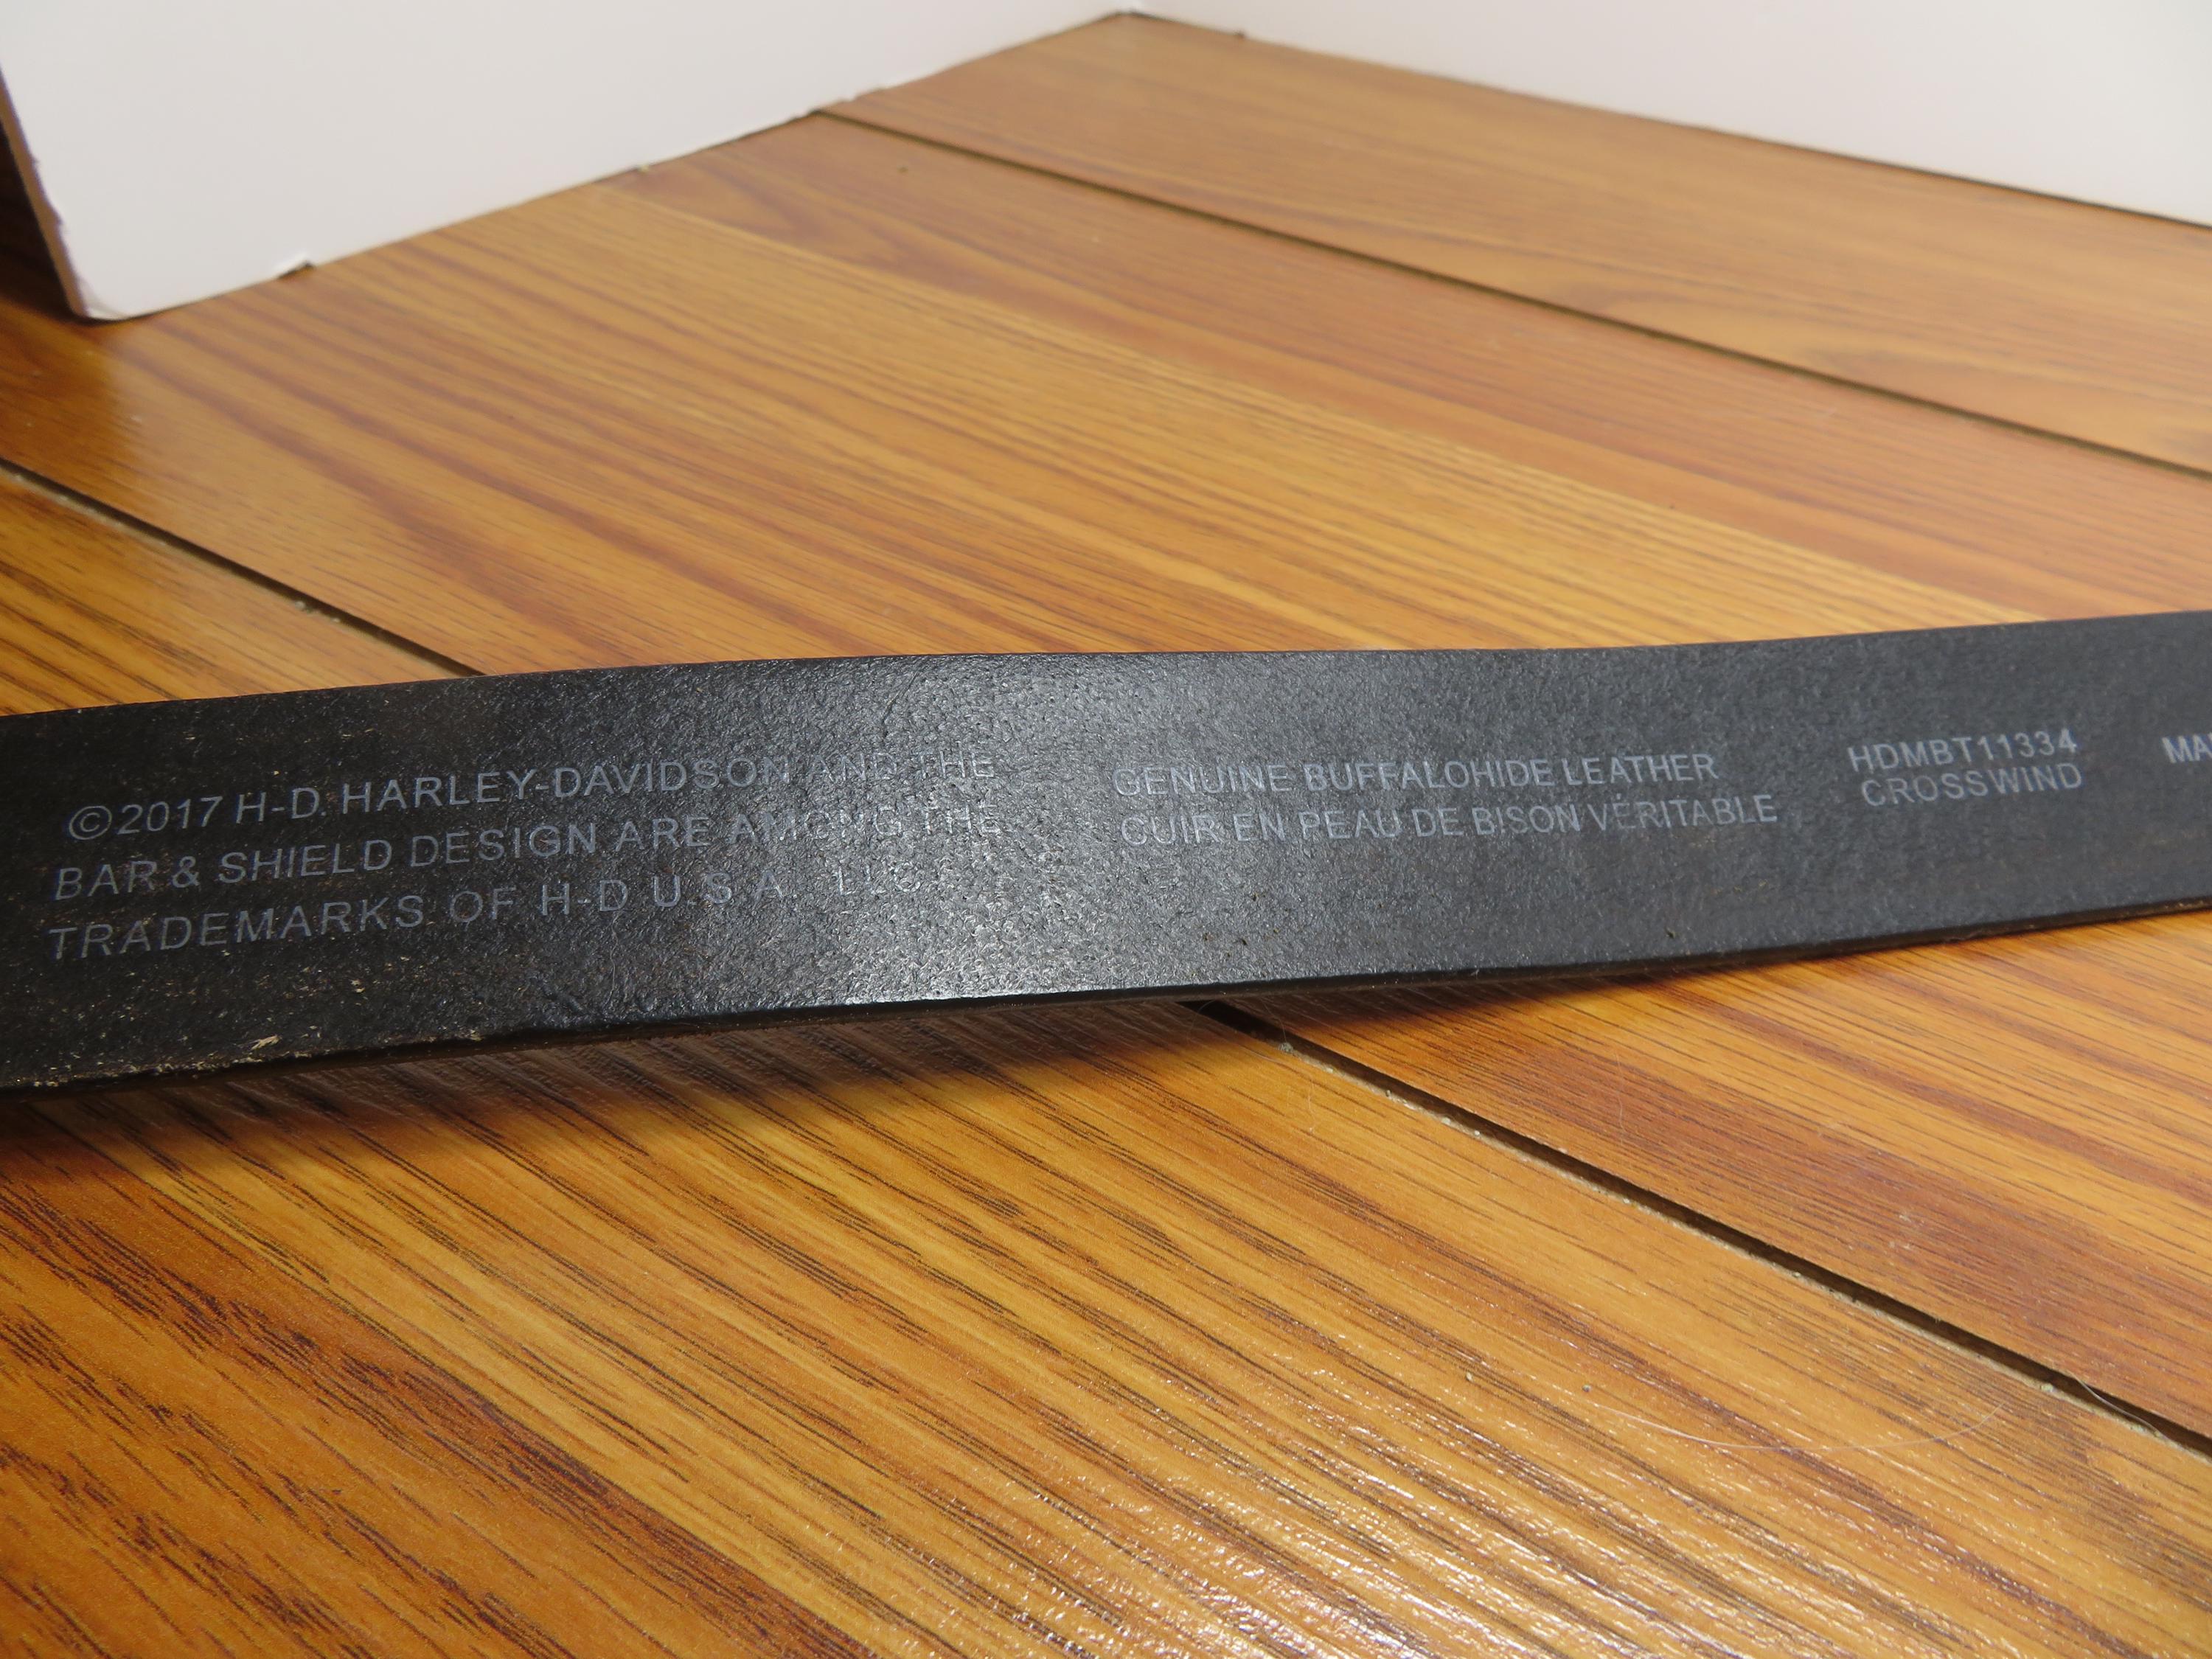 ©2017 H-D. HARLEY-DAVIDSON AND THE
BAR & SHIELD DESIGN ARE AMONG THE
TRADEMARKS OF H-D U.S.A. LLC.
GENUINE BUFFALOHIDE LEATHER
CUIR EN PEAU DE BISON VÉRITABLE
HDMBT11334
CROSSWIND